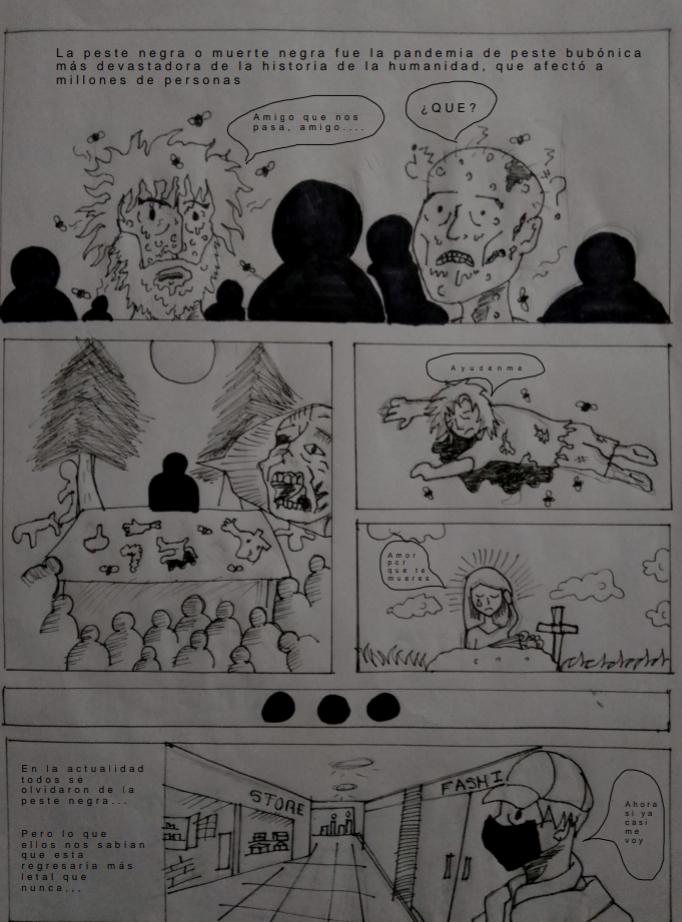 La peste negra o muerte negra fue la pandemia de peste bubónica
más devastadora de la historia de la humanidad, que afectó a
millones de personas
Amigo que nos
pasa, amigo....
¿QUE?
Ayudenme
Amor
por
que te
mueres
En la actualidad
todos se
olvidaron de la
peste negra...
Pero lo que
ellos nos sabian
que esta
regresaria más
letal que
nunca,..
STORE
FASHI
Ahora
si ya
casi
me
voy